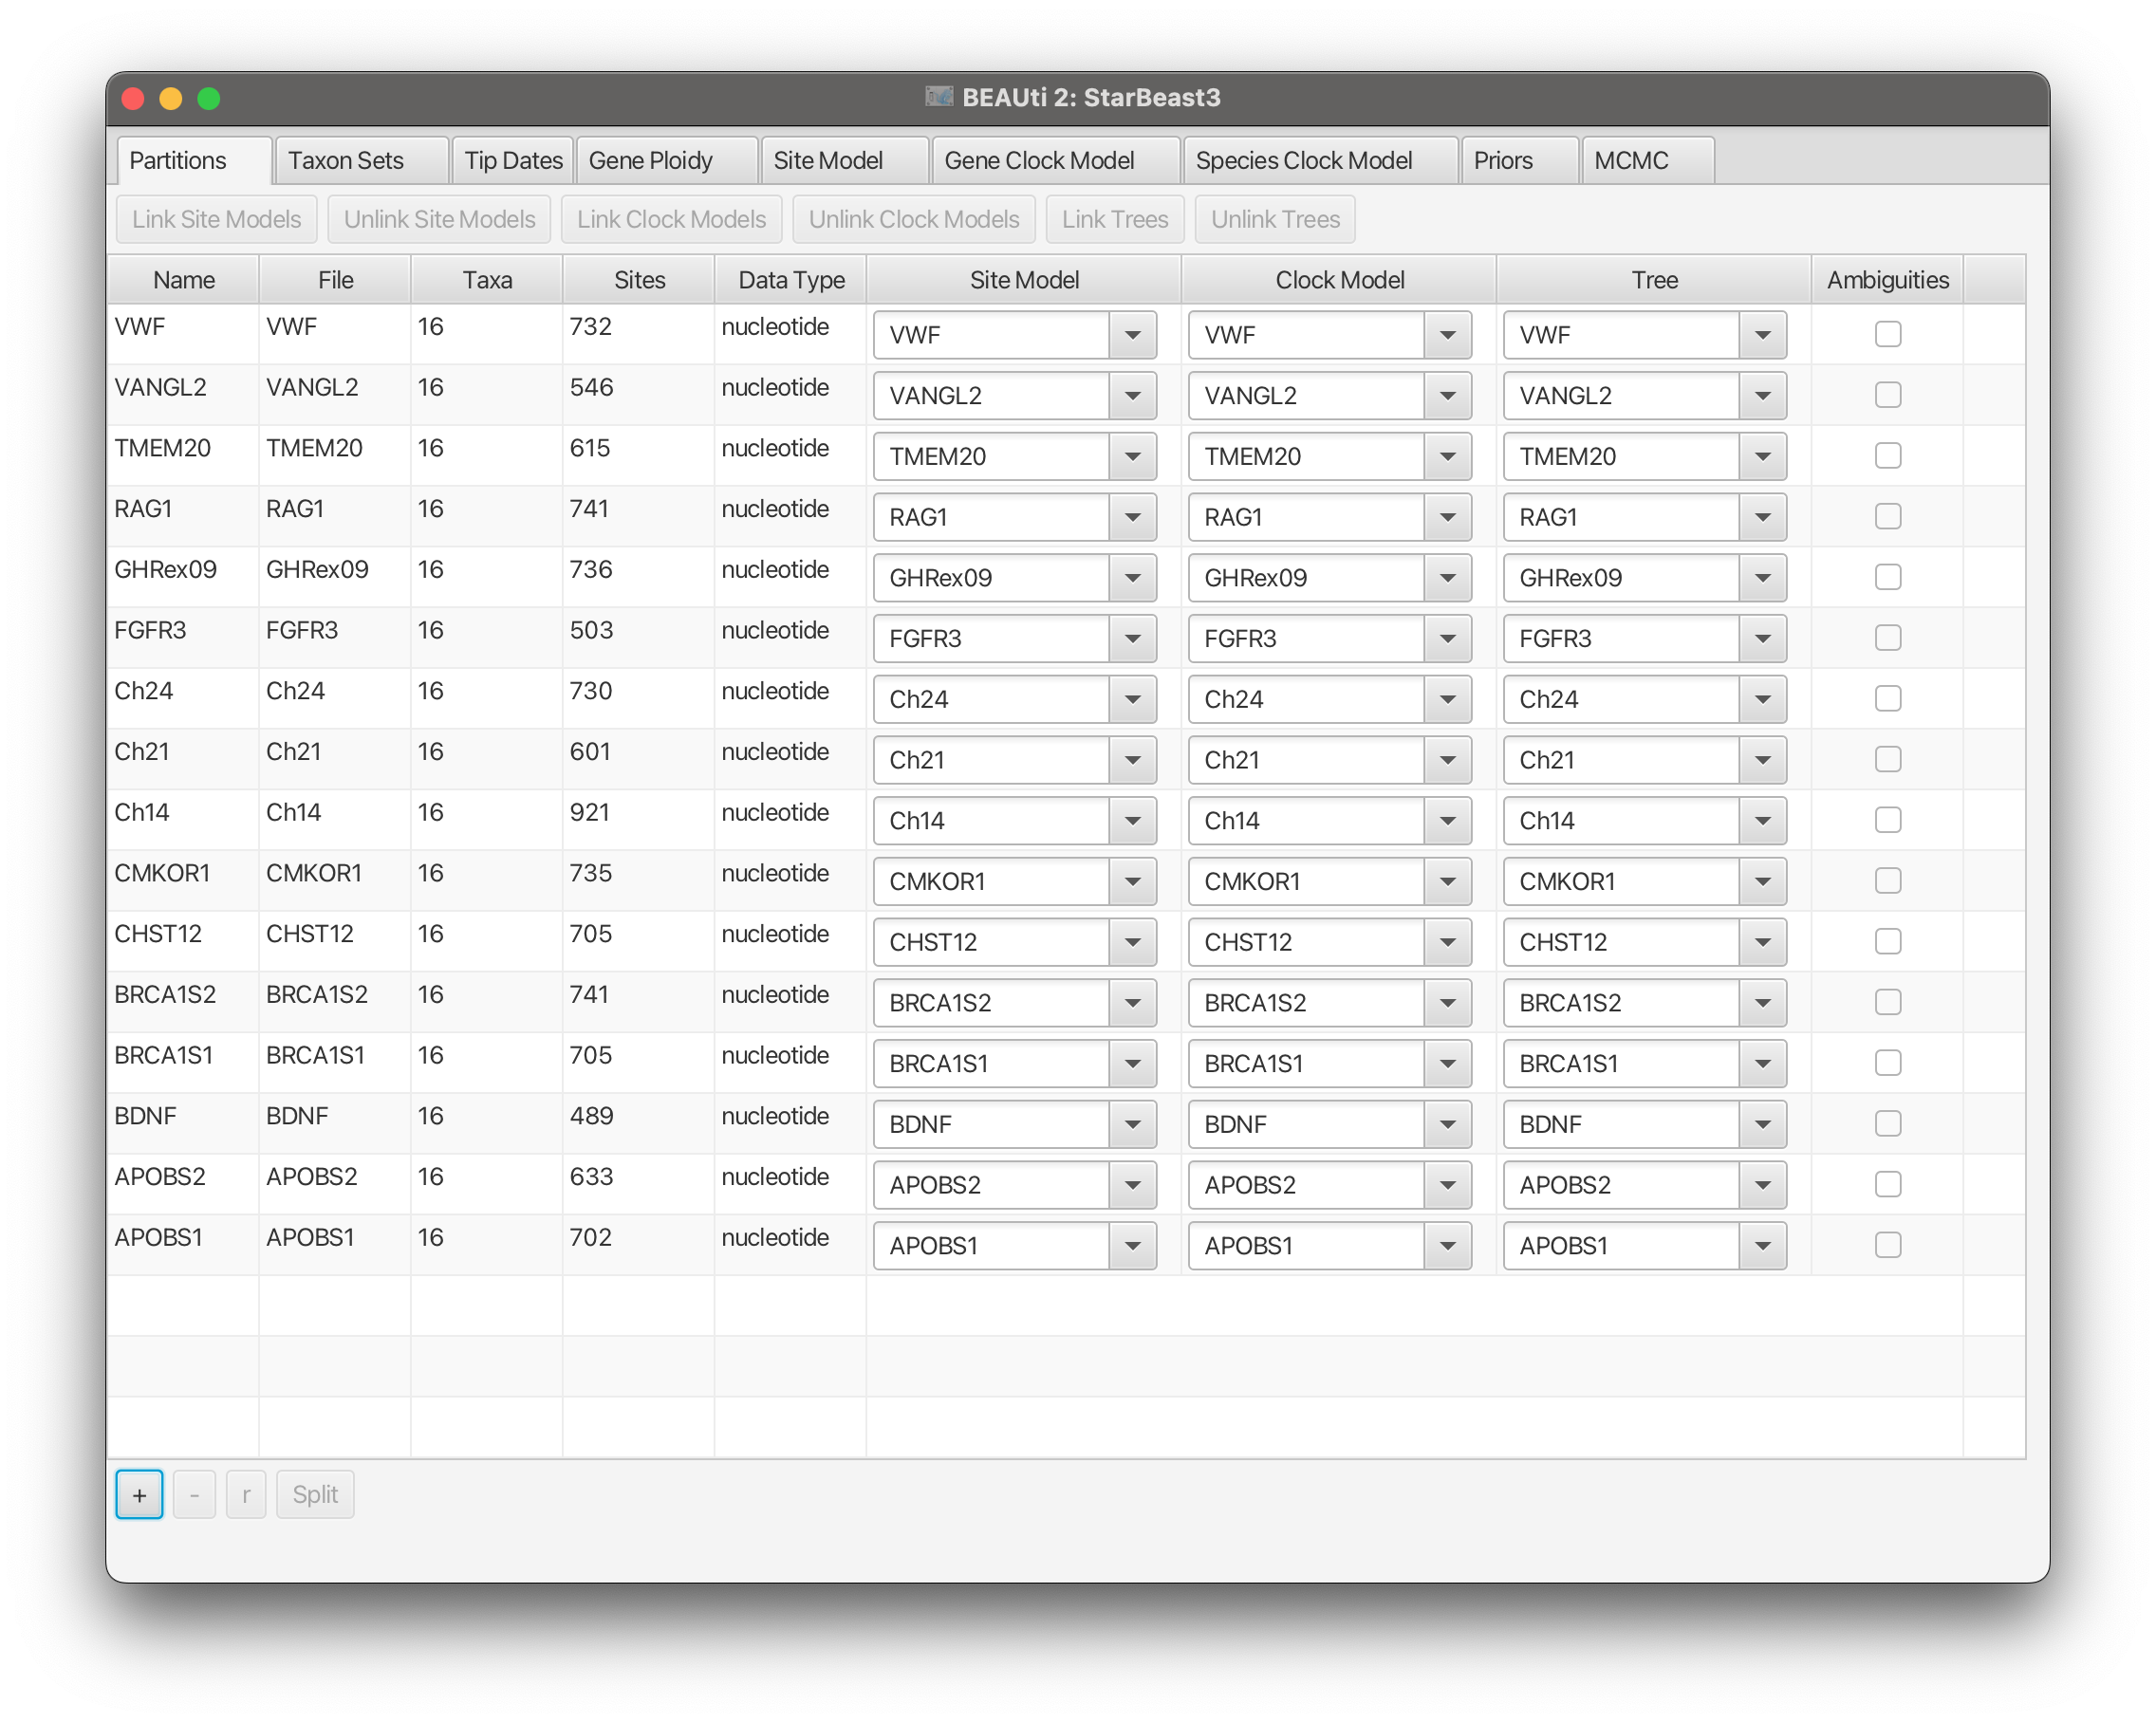 BEAUti 2: StarBeast3
Partitions Taxon Sets Tip Dates Gene Ploidy Site Model Gene Clock Model Species Clock Model Priors MCMC
Link Site Models Unlink Site Models Link Clock Models Unlink Clock Models Link Trees Unlink Trees
Name File Taxa Sites Data Type Site Model Clock Model Tree Ambiguities
VWF VWF 16 732 nucleotide VWF VWF VWF
VANGL2 VANGL2 16 546 nucleotide VANGL2 VANGL2 VANGL2
TMEM20 TMEM20 16 615 nucleotide TMEM20 TMEM20 TMEM20
RAG1 RAG1 16 741 nucleotide RAG1 RAG1 RAG1
GHRex09 GHRex09 16 736 nucleotide GHRex09 GHRex09 GHRex09
FGFR3 FGFR3 16 503 nucleotide FGFR3 FGFR3 FGFR3
Ch24 Ch24 16 730 nucleotide Ch24 Ch24 Ch24
Ch21 Ch21 16 601 nucleotide Ch21 Ch21 Ch21
Ch14 Ch14 16 921 nucleotide Ch14 Ch14 Ch14
CMKOR1 CMKOR1 16 735 nucleotide CMKOR1 CMKOR1 CMKOR1
CHST12 CHST12 16 705 nucleotide CHST12 CHST12 CHST12
BRCA1S2 BRCA1S2 16 741 nucleotide BRCA1S2 BRCA1S2 BRCA1S2
BRCA1S1 BRCA1S1 16 705 nucleotide BRCA1S1 BRCA1S1 BRCA1S1
BDNF BDNF 16 489 nucleotide BDNF BDNF BDNF
APOBS2 APOBS2 16 633 nucleotide APOBS2 APOBS2 APOBS2
APOBS1 APOBS1 16 702 nucleotide APOBS1 APOBS1 APOBS1
+ - r Split